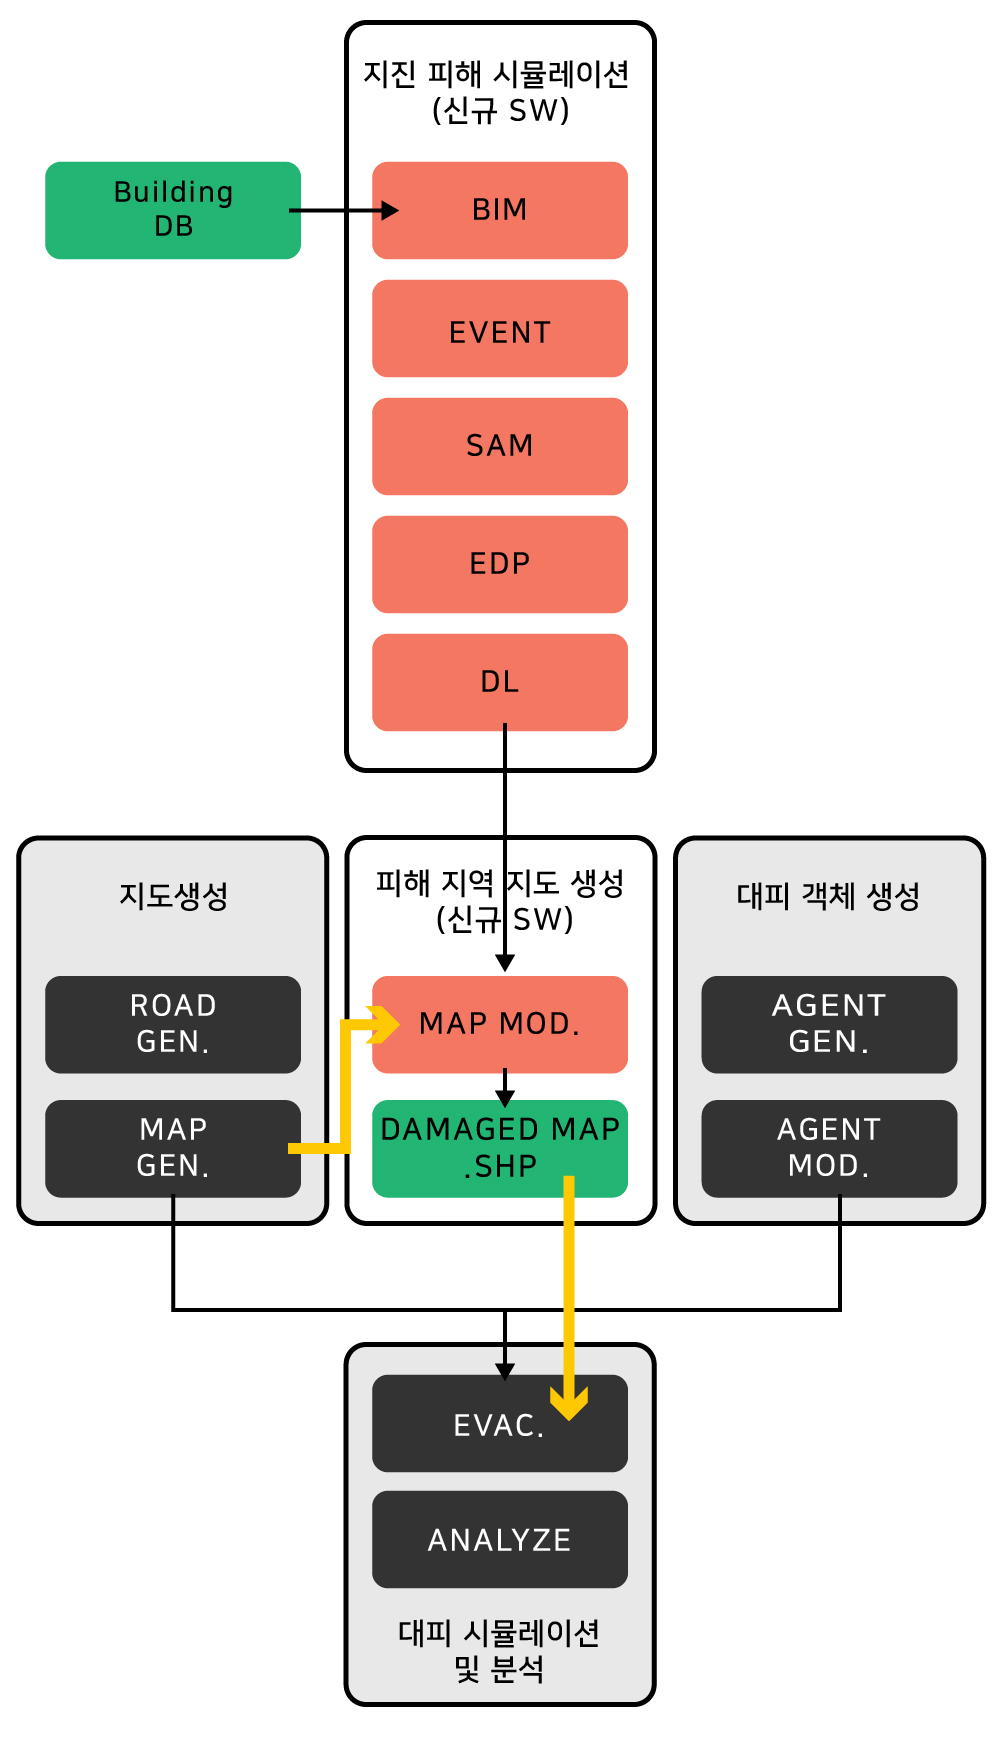 지진 피해 시뮬레이션
(신규 SW)
Building
DB
BIM
EVENT
SAM
EDP
DL
지도생성
ROAD
GEN.
MAP
GEN.
피해 지역 지도 생성
(신규 SW)
MAP MOD.
DAMAGED MAP
.SHP
대피 객체 생성
AGENT
GEN.
AGENT
MOD.
EVAC.
ANALYZE
대피 시뮬레이션
및 분석